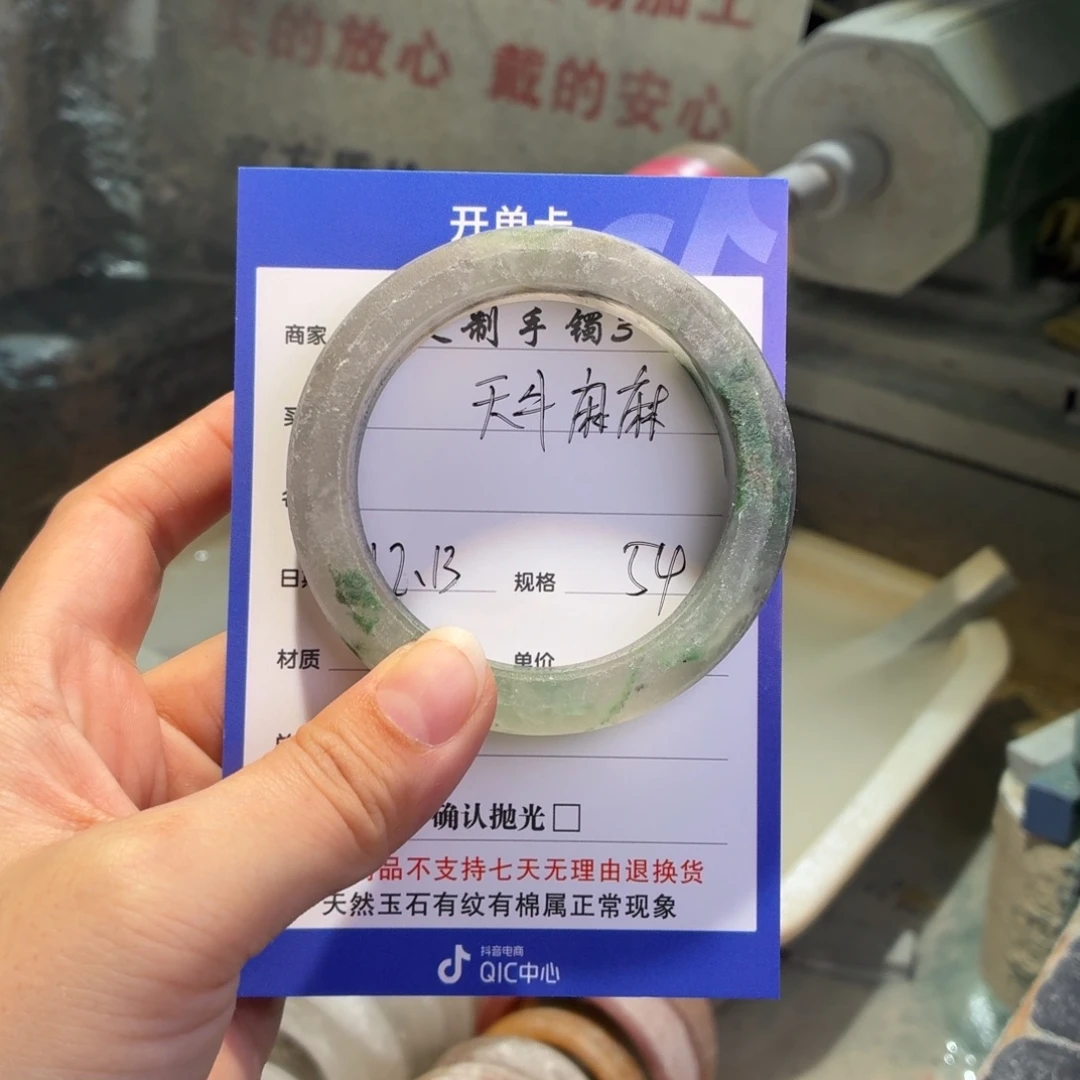 加工
买的放心 戴的安心
开单卡
商家 制手镯
天牛麻麻
12、13 规格 54
材质 单价
确认抛光□
品不支持七天无理由退换货
天然玉石有纹有棉属正常现象
抖音电商
QIC中心